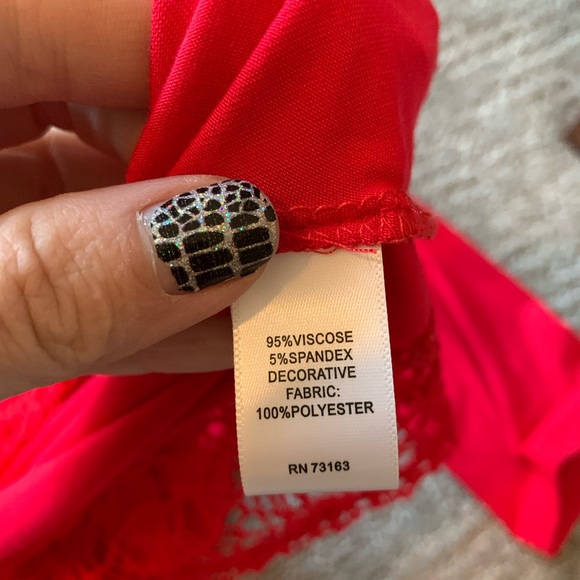 95%VISCOSE
5%SPANDEX
DECORATIVE
FABRIC:
100%POLYESTER
RN 73163